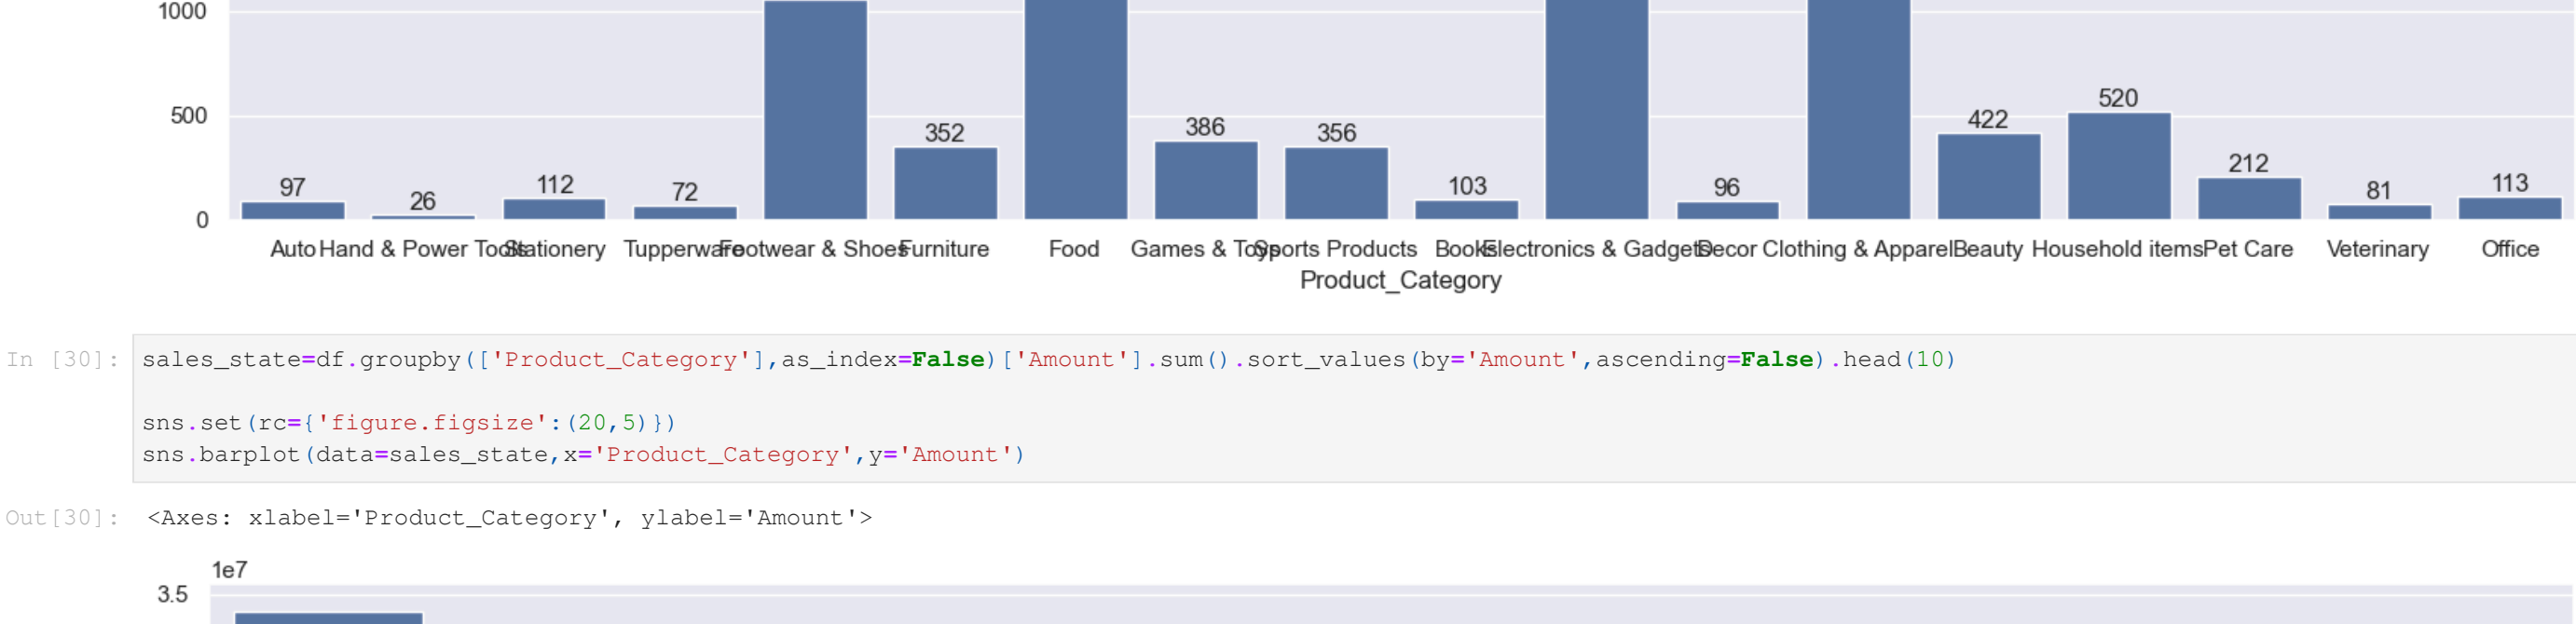 1000
500
0
97
26
112
72
352
386
356
103
96
422
520
212
81
113
Auto Hand & Power Tools Stationery Tupperware Footwear & Shoes Furniture Food Games & Toys Sports Products Books Electronics & Gadgets Decor Clothing & Apparel Beauty Household items Pet Care Veterinary Office
Product_Category
In [30]: sales_state=df.groupby(['Product_Category'],as_index=False)['Amount'].sum().sort_values(by='Amount',ascending=False).head(10)
sns.set(rc={'figure.figsize':(20,5)})
sns.barplot(data=sales_state,x='Product_Category',y='Amount')
Out[30]: <Axes: xlabel='Product_Category', ylabel='Amount'>
1e7
3.5